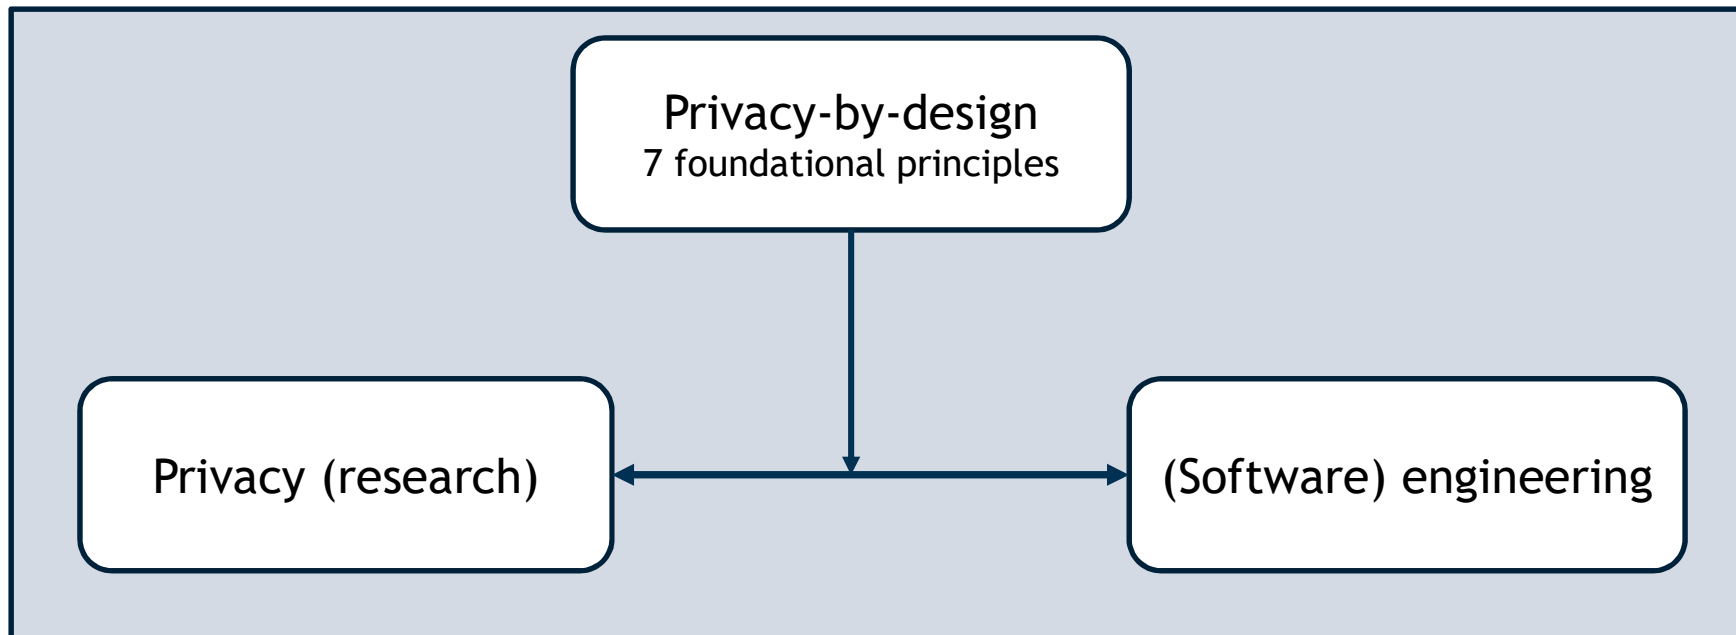 Privacy-by-design
7 foundational principles
Privacy (research)
(Software) engineering